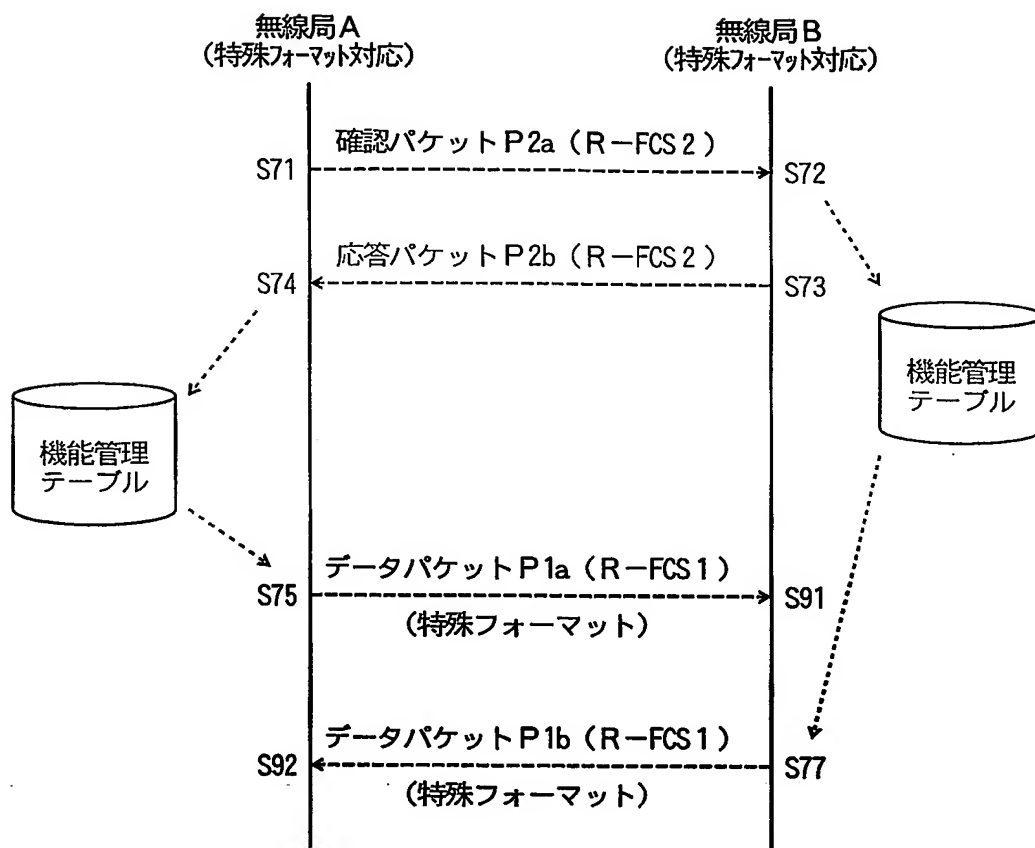 無線局A
(特殊フォーマット対応)
無線局B
(特殊フォーマット対応)
確認パケットP2a(R-FCS2)
S71
S72
応答パケットP2b(R-FCS2)
S74
S73
機能管理
テーブル
機能管理
テーブル
データパケットP1a(R-FCS1)
S75
S91
(特殊フォーマット)
データパケットP1b(R-FCS1)
S92
S77
(特殊フォーマット)